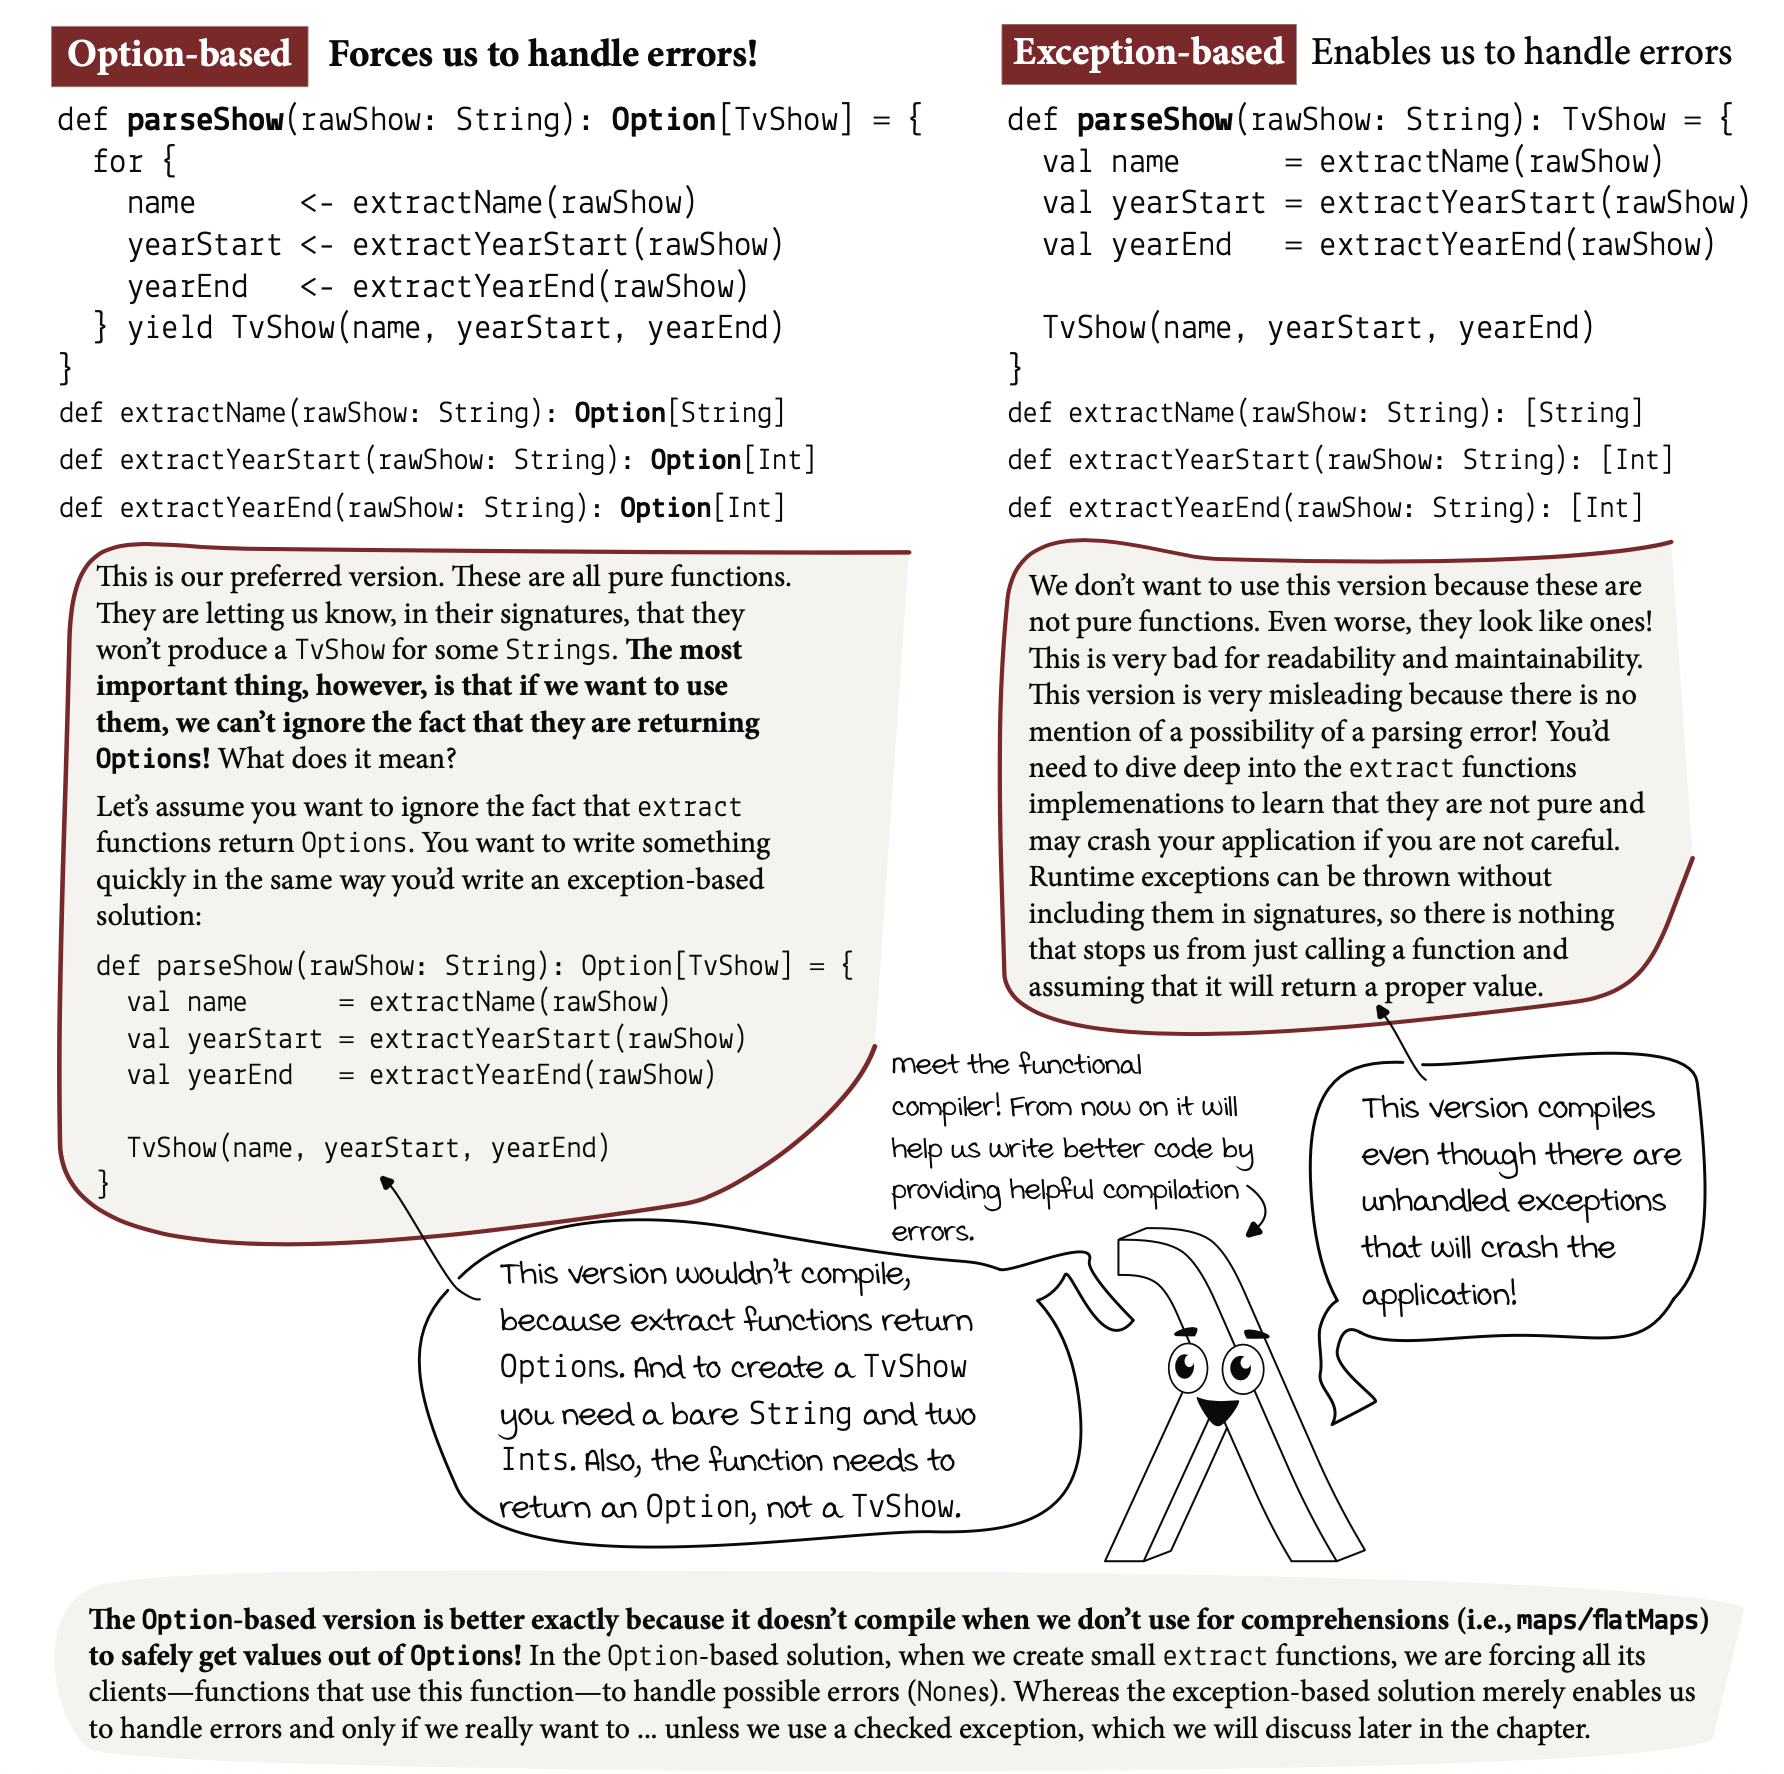 Option-based Forces us to handle errors!
def parseShow(rawShow: String): Option[TvShow] = {
  for {
    name      <- extractName(rawShow)
    yearStart <- extractYearStart(rawShow)
    yearEnd   <- extractYearEnd(rawShow)
  } yield TvShow(name, yearStart, yearEnd)
}
def extractName(rawShow: String): Option[String]
def extractYearStart(rawShow: String): Option[Int]
def extractYearEnd(rawShow: String): Option[Int]
This is our preferred version. These are all pure functions.
They are letting us know, in their signatures, that they
won't produce a TvShow for some Strings. The most
important thing, however, is that if we want to use
them, we can't ignore the fact that they are returning
Options! What does it mean?
Let's assume you want to ignore the fact that extract
functions return Options. You want to write something
quickly in the same way you'd write an exception-based
solution:
def parseShow(rawShow: String): Option[TvShow] = {
  val name      = extractName(rawShow)
  val yearStart = extractYearStart(rawShow)
  val yearEnd   = extractYearEnd(rawShow)
  TvShow(name, yearStart, yearEnd)
}
This version wouldn't compile,
because extract functions return
Options. And to create a TvShow
you need a bare String and two
Ints. Also, the function needs to
return an Option, not a TvShow.
Exception-based Enables us to handle errors
def parseShow(rawShow: String): TvShow = {
  val name      = extractName(rawShow)
  val yearStart = extractYearStart(rawShow)
  val yearEnd   = extractYearEnd(rawShow)
  TvShow(name, yearStart, yearEnd)
}
def extractName(rawShow: String): [String]
def extractYearStart(rawShow: String): [Int]
def extractYearEnd(rawShow: String): [Int]
We don't want to use this version because these are
not pure functions. Even worse, they look like ones!
This is very bad for readability and maintainability.
This version is very misleading because there is no
mention of a possibility of a parsing error! You'd
need to dive deep into the extract functions
implemenations to learn that they are not pure and
may crash your application if you are not careful.
Runtime exceptions can be thrown without
including them in signatures, so there is nothing
that stops us from just calling a function and
assuming that it will return a proper value.
meet the functional
compiler! From now on it will
help us write better code by
providing helpful compilation
errors.
This version compiles
even though there are
unhandled exceptions
that will crash the
application!
The Option-based version is better exactly because it doesn't compile when we don't use for comprehensions (i.e., maps/flatMaps)
to safely get values out of Options! In the Option-based solution, when we create small extract functions, we are forcing all its
clients—functions that use this function—to handle possible errors (Nones). Whereas the exception-based solution merely enables us
to handle errors and only if we really want to ... unless we use a checked exception, which we will discuss later in the chapter.